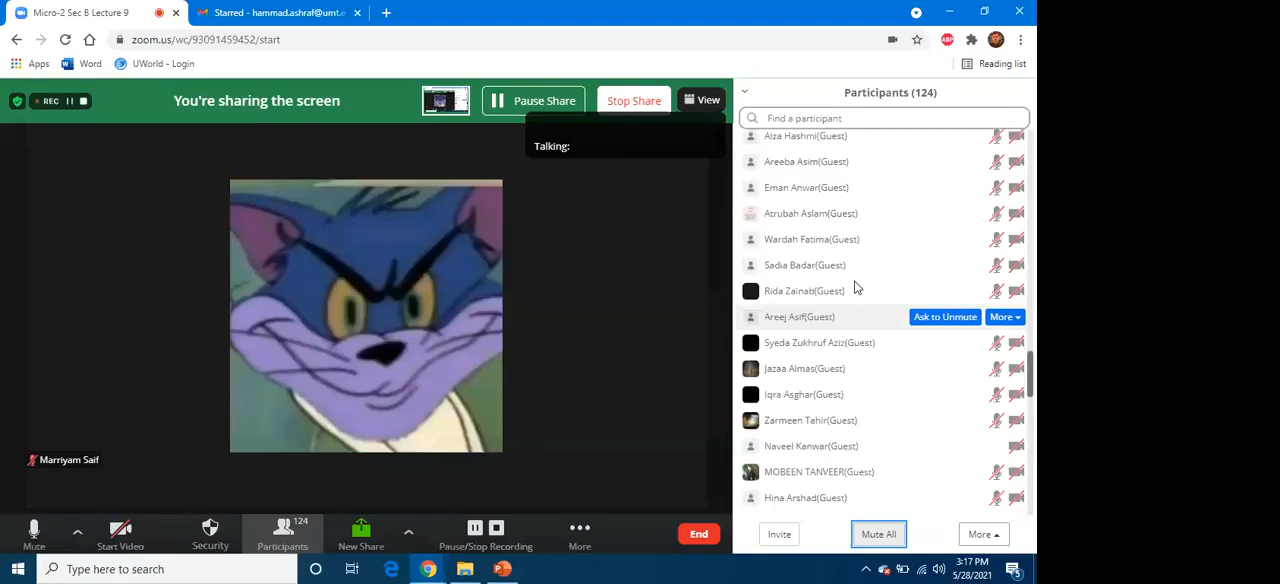 Micro-2 Sec B Lecture 9
Starred - hammad.ashraf@umt.e
zoom.us/wc/93091459452/start
ABP
Apps
Word
UWorld - Login
Reading list
REC
You're sharing the screen
Pause Share
Stop Share
View
Talking:
Participants (124)
Find a participant
Aiza Hashmi(Guest)
Areeba Asim(Guest)
Eman Anwar(Guest)
Atrubah Aslam(Guest)
Wardah Fatima(Guest)
Sadia Badar(Guest)
Rida Zainab(Guest)
Areej Asif(Guest)
Ask to Unmute
More
Syeda Zukhruf Aziz(Guest)
Jazaa Almas(Guest)
Iqra Asghar(Guest)
Zarmeen Tahir(Guest)
Naveel Kanwar(Guest)
MOBEEN TANVEER(Guest)
Hina Arshad(Guest)
Marriyam Saif
Mute
Start Video
Security
124
Participants
New Share
Pause/Stop Recording
More
End
Invite
Mute All
More
Type here to search
3:17 PM
5/28/2021
5